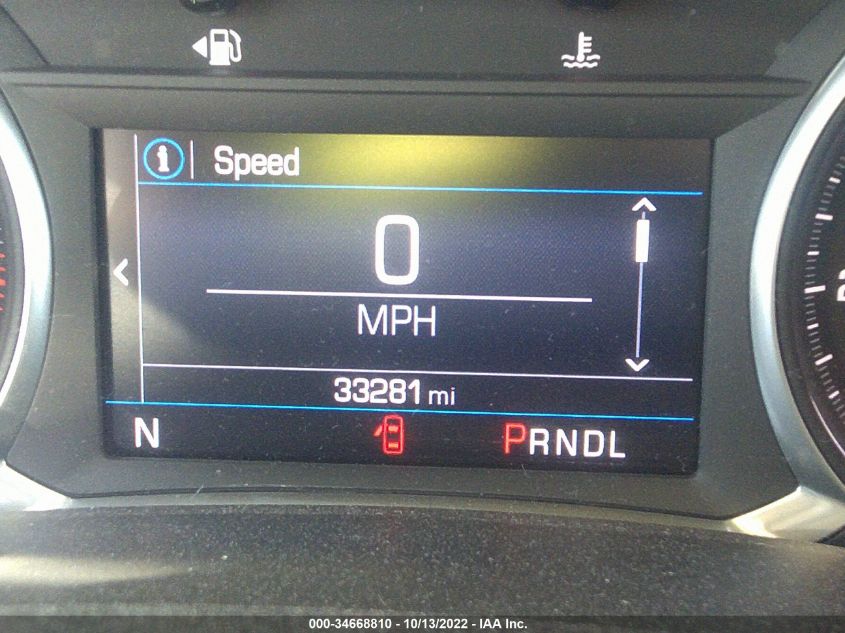 Speed
0
MPH
33281 mi
N PRNDL
000-34668810 - 10/13/2022 - IAA Inc.